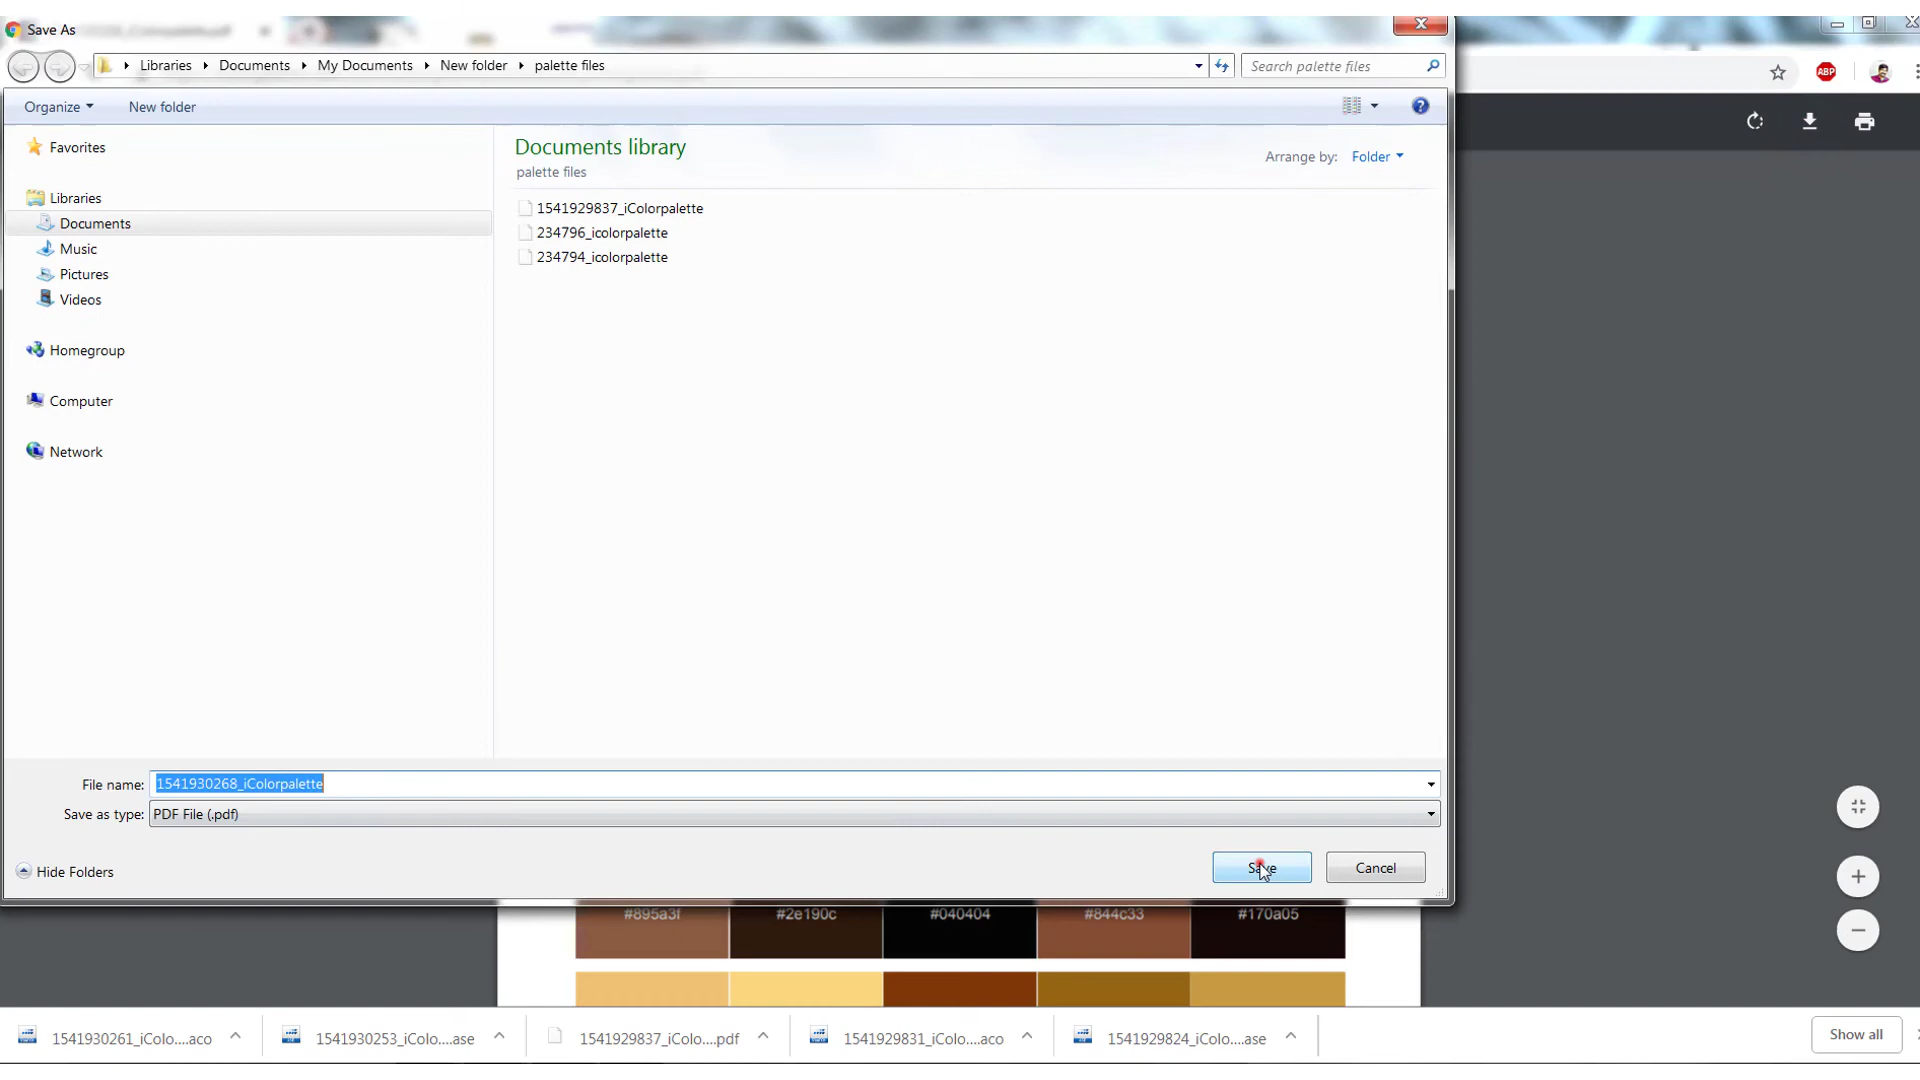 Save As
Libraries
Documents
My Documents
New folder
palette files
Search palette files
ABP
Organize
New folder
Favorites
Documents library
Arrange by: Folder
palette files
Libraries
Documents
Music
Pictures
Videos
Homegroup
Computer
Network
1541929837_iColorpalette
234796_icolorpalette
234794_icolorpalette
File name: 1541930268_iColorpalette
Save as type: PDF File (.pdf)
Hide Folders
Save
Cancel
#895a3f
#2e190c
#040404
#844c33
#170a05
1541930261_iColo....aco
1541930253_iColo....ase
1541929837_iColo....pdf
1541929831_iColo....aco
1541929824_iColo....ase
Show all